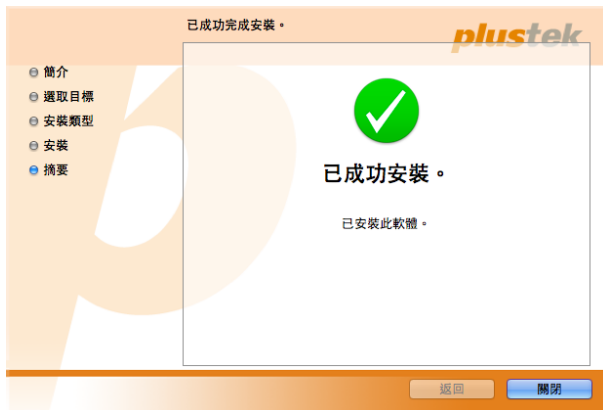 已成功完成安裝。
plustek
簡介
選取目標
安裝類型
安裝
摘要
已成功安裝。
已安裝此軟體。
返回
關閉